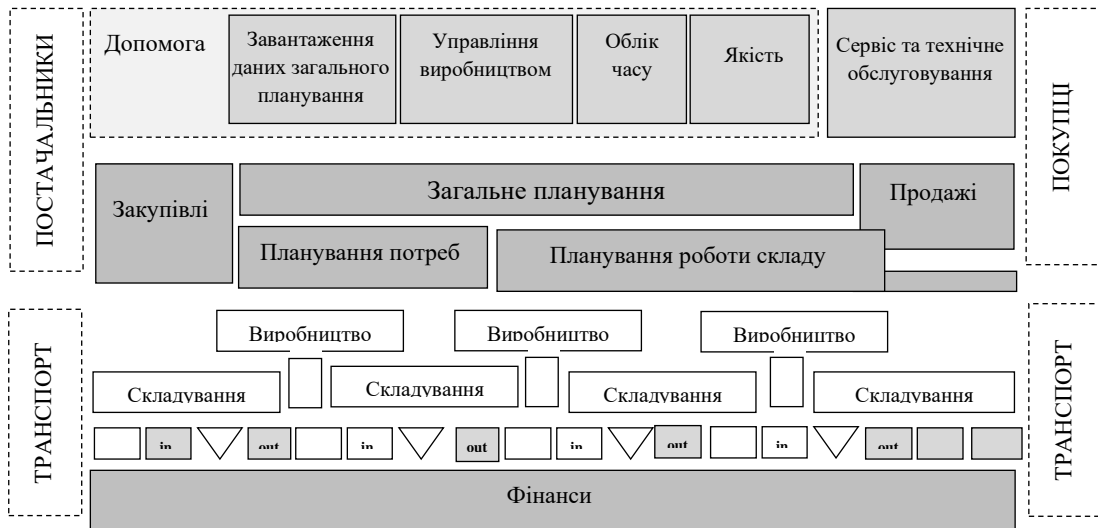 ПОСТАЧАЛЬНИКИ
Допомога
Завантаження
даних загального
планування
Управління
виробництвом
Облік
часу
Якість
Сервіс та технічне
обслуговування
ПОКУПЦІ
Закупівлі
Загальне планування
Продажі
Планування потреб
Планування роботи складу
ТРАНСПОРТ
Виробництво
Виробництво
Виробництво
ТРАНСПОРТ
Складування
Складування
Складування
Складування
in
out
in
out
in
out
in
out
Фінанси